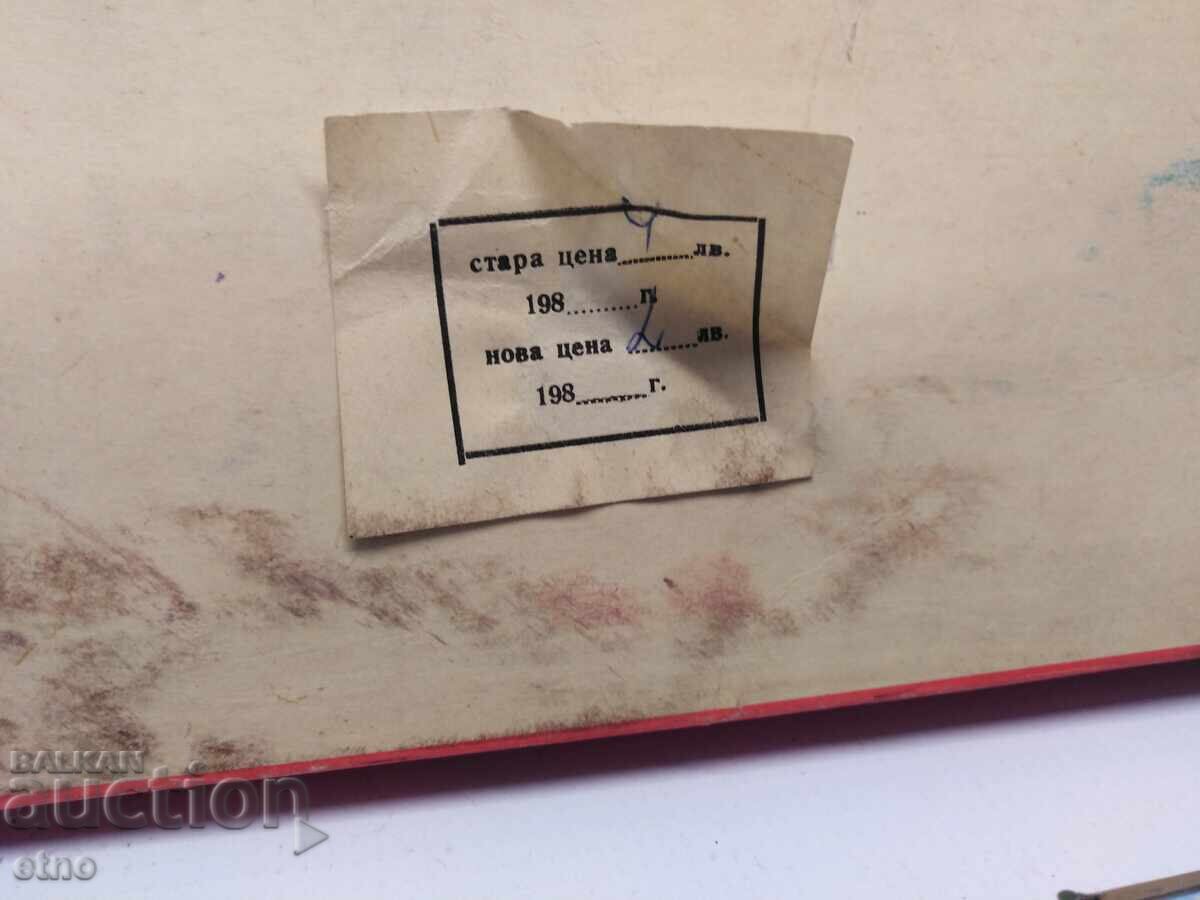 стара цена 4 лв.
198..........г.
нова цена 2 лв.
198..........г.
BALKAN
auction
etno